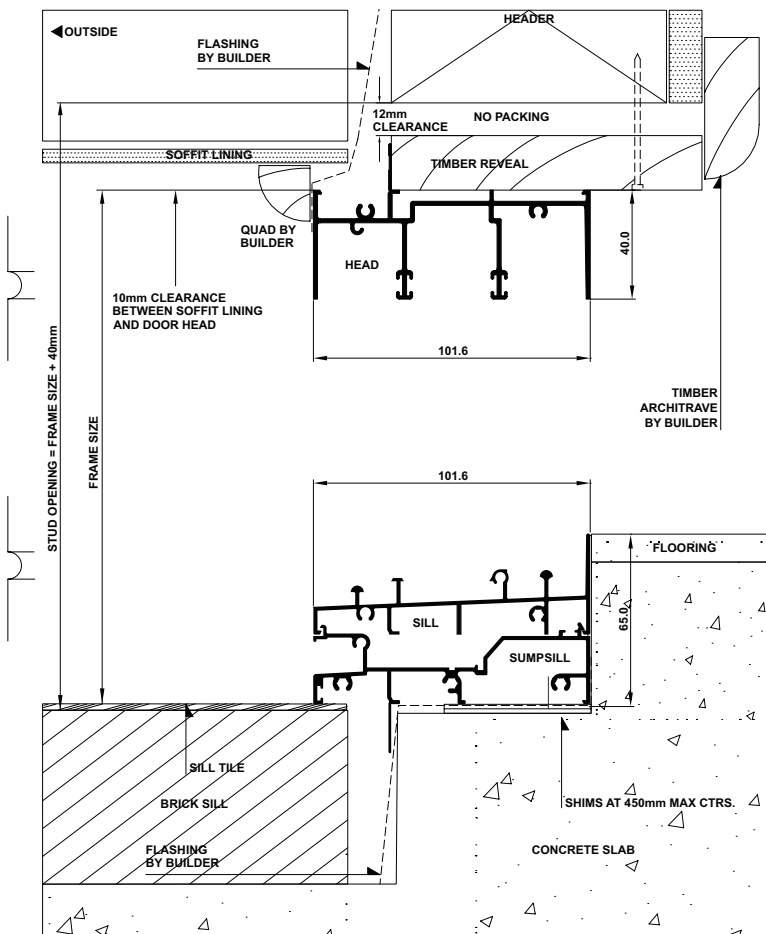 OUTSIDE
HEADER
FLASHING
BY BUILDER
12mm
CLEARANCE
NO PACKING
SOFFIT LINING
TIMBER REVEAL
QUAD BY
BUILDER
HEAD
40.0
10mm CLEARANCE
BETWEEN SOFFIT LINING
AND DOOR HEAD
101.6
TIMBER
ARCHITRAVE
BY BUILDER
STUD OPENING = FRAME SIZE + 40mm
FRAME SIZE
101.6
FLOORING
65.0
SILL
SUMPSILL
SILL TILE
BRICK SILL
SHIMS AT 450mm MAX CTRS.
FLASHING
BY BUILDER
CONCRETE SLAB